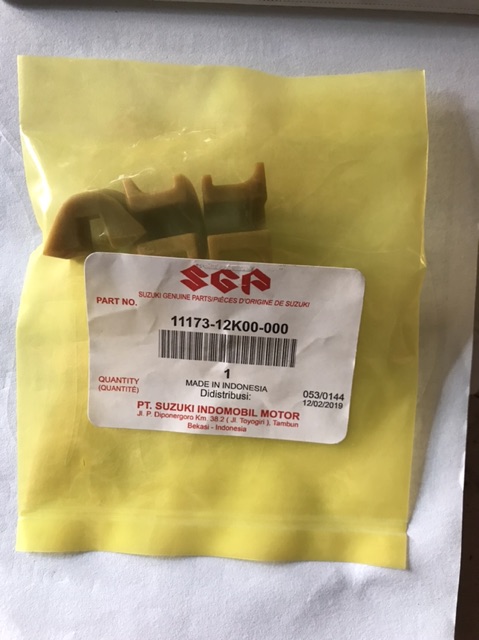 SGP
SUZUKI GENUINE PARTS/PIÈCES D'ORIGINE DE SUZUKI
PART NO.
11173-12K00-000
1
QUANTITY
(QUANTITÉ)
MADE IN INDONESIA
Didistribusi:
053/0144
12/02/2019
PT. SUZUKI INDOMOBIL MOTOR
Jl. P. Diponergoro Km. 38.2 ( Jl. Toyogiri ), Tambun
Bekasi - Indonesia